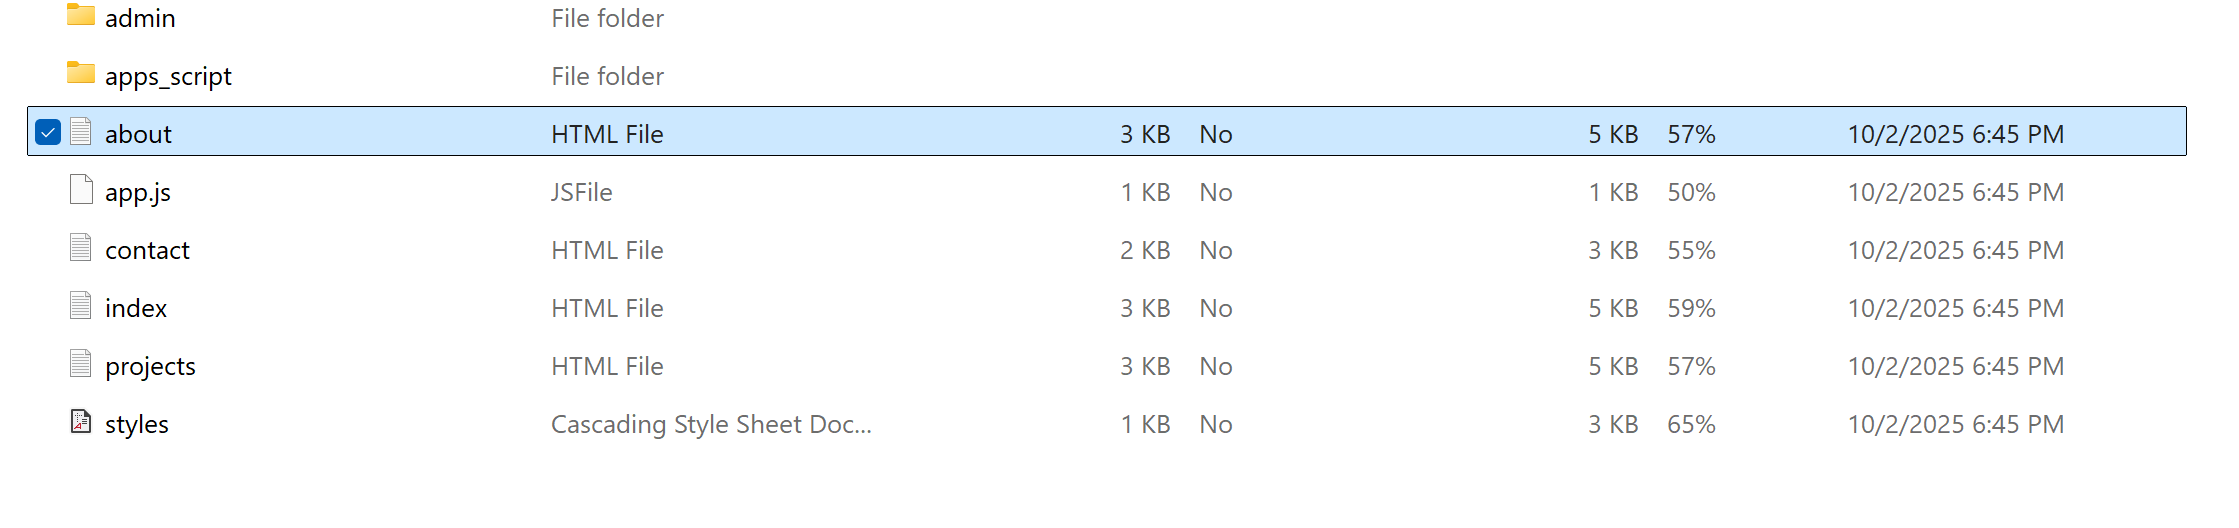 admin File folder
apps_script File folder
about HTML File 3 KB No 5 KB 57% 10/2/2025 6:45 PM
app.js JSFile 1 KB No 1 KB 50% 10/2/2025 6:45 PM
contact HTML File 2 KB No 3 KB 55% 10/2/2025 6:45 PM
index HTML File 3 KB No 5 KB 59% 10/2/2025 6:45 PM
projects HTML File 3 KB No 5 KB 57% 10/2/2025 6:45 PM
styles Cascading Style Sheet Doc... 1 KB No 3 KB 65% 10/2/2025 6:45 PM